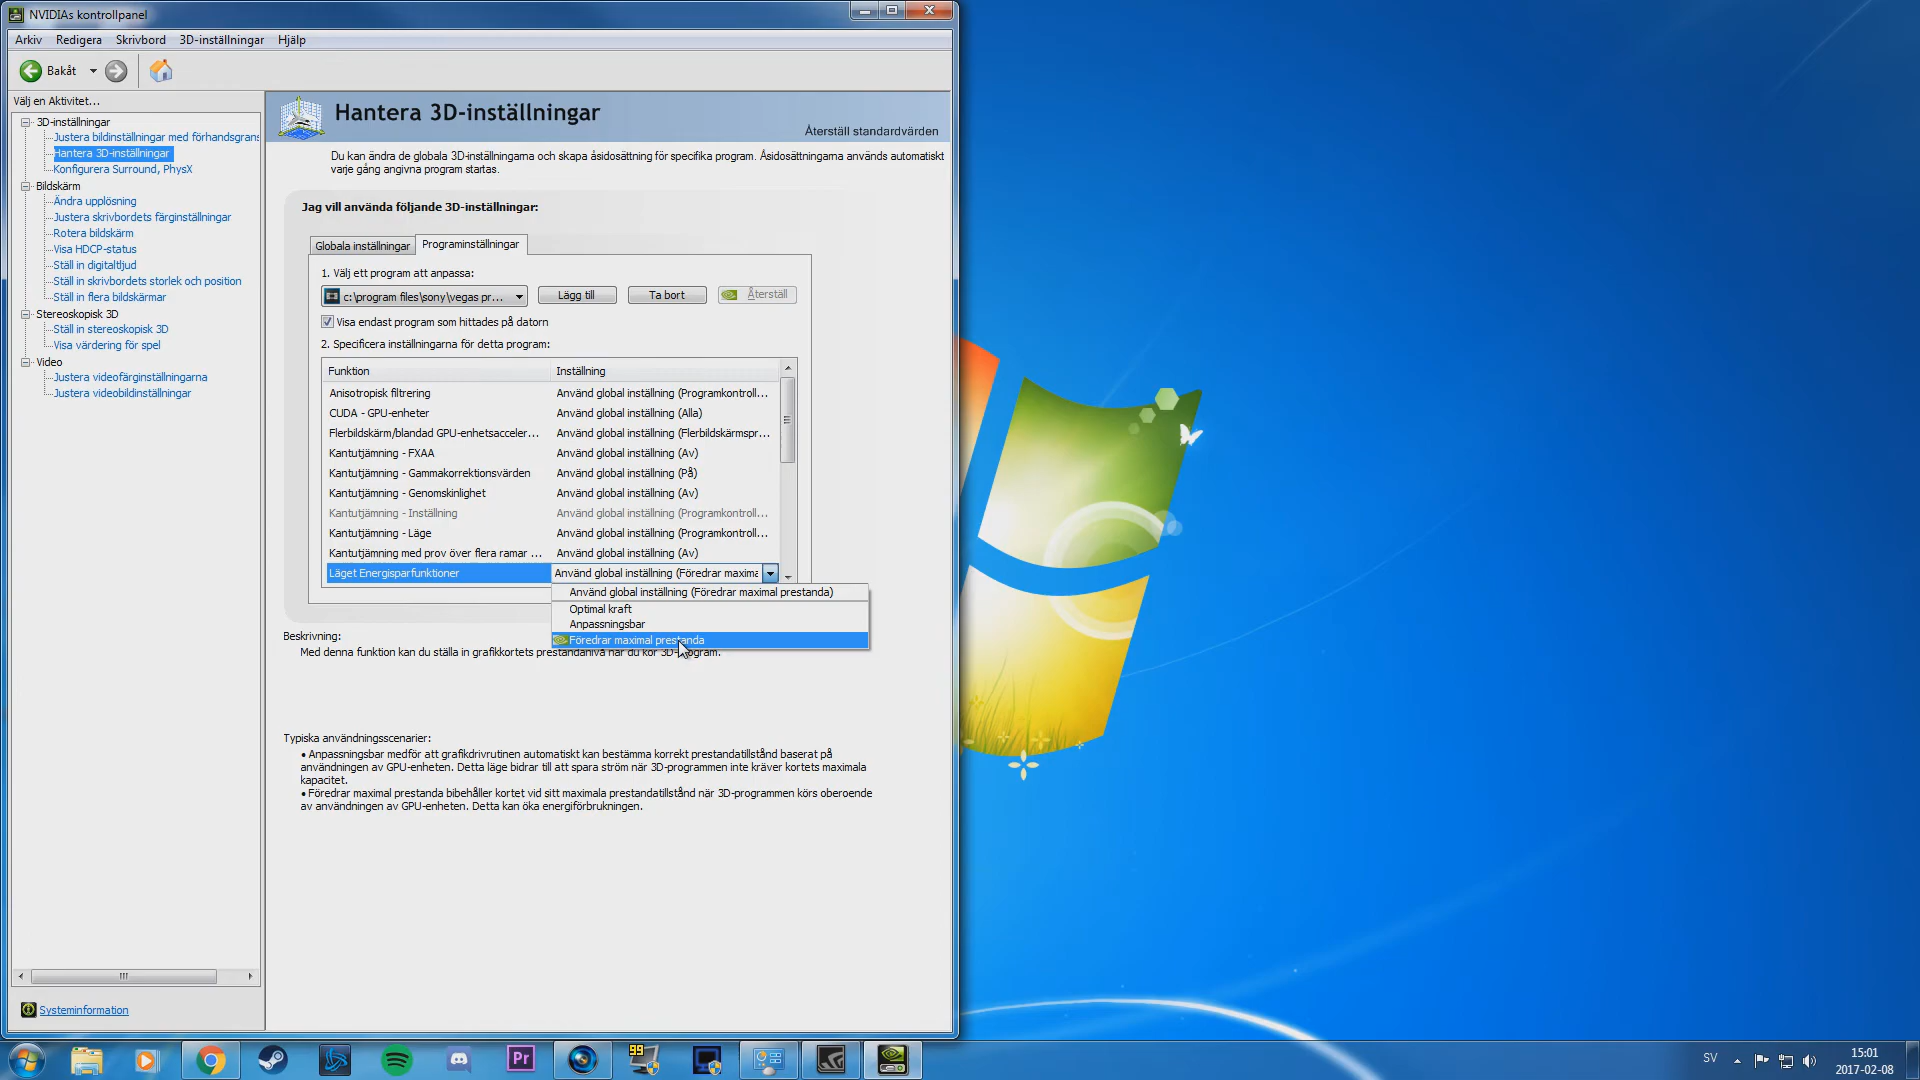 NVIDIAs kontrollpanel
Arkiv Redigera Skrivbord 3D-inställningar Hjälp
Bakåt
Välj en Aktivitet...
3D-inställningar
Justera bildinställningar med förhandsgrans
Hantera 3D-inställningar
Konfigurera Surround, PhysX
Bildskärm
Ändra upplösning
Justera skrivbordets färginställningar
Rotera bildskärm
Visa HDCP-status
Ställ in digitaltljud
Ställ in skrivbordets storlek och position
Ställ in flera bildskärmar
Stereoskopisk 3D
Ställ in stereoskopisk 3D
Visa värdering för spel
Video
Justera videofärginställningarna
Justera videobildinställningar
Systeminformation
Hantera 3D-inställningar
Återställ standardvärden
Du kan ändra de globala 3D-inställningarna och skapa åsidosättning för specifika program. Åsidosättningarna används automatiskt
varje gång angivna program startas.
Jag vill använda följande 3D-inställningar:
Globala inställningar Programinställningar
1. Välj ett program att anpassa:
c:\program files\sony\vegas pr... Lägg till Ta bort Återställ
Visa endast program som hittades på datorn
2. Specificera inställningarna för detta program:
Funktion Inställning
Anisotropisk filtrering Använd global inställning (Programkontroll...
CUDA - GPU-enheter Använd global inställning (Alla)
Flerbildskärm/blandad GPU-enhetsacceler... Använd global inställning (Flerbildskärmspr...
Kantutjämning - FXAA Använd global inställning (Av)
Kantutjämning - Gammakorrektionsvärden Använd global inställning (På)
Kantutjämning - Genomskinlighet Använd global inställning (Av)
Kantutjämning - Inställning Använd global inställning (Programkontroll...
Kantutjämning - Läge Använd global inställning (Programkontroll...
Kantutjämning med prov över flera ramar ... Använd global inställning (Av)
Läget Energisparfunktioner Använd global inställning (Föredrar maxima
Använd global inställning (Föredrar maximal prestanda)
Optimal kraft
Anpassningsbar
Föredrar maximal prestanda
Beskrivning:
Med denna funktion kan du ställa in grafikkortets prestandanivå när du kör 3D-program.
Typiska användningsscenarier:
• Anpassningsbar medför att grafikdrivrutinen automatiskt kan bestämma korrekt prestandatillstånd baserat på
användningen av GPU-enheten. Detta läge bidrar till att spara ström när 3D-programmen inte kräver kortets maximala
kapacitet.
• Föredrar maximal prestanda bibehåller kortet vid sitt maximala prestandatillstånd när 3D-programmen körs oberoende
av användningen av GPU-enheten. Detta kan öka energiförbrukningen.
Pr
99
SV
15:01
2017-02-08